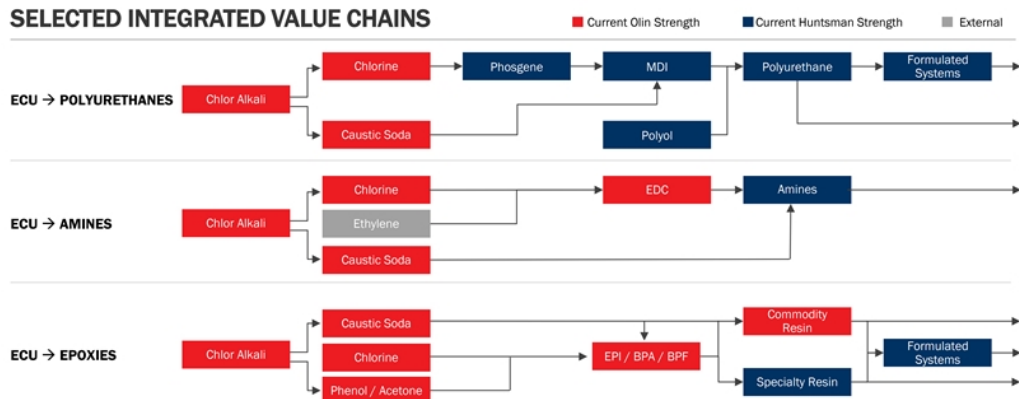 SELECTED INTEGRATED VALUE CHAINS
Current Olin Strength
Current Huntsman Strength
External
ECU → POLYURETHANES
Chlor Alkali
Chlorine
Caustic Soda
Phosgene
MDI
Polyol
Polyurethane
Formulated
Systems
ECU → AMINES
Chlor Alkali
Chlorine
Ethylene
Caustic Soda
EDC
Amines
ECU → EPOXIES
Chlor Alkali
Caustic Soda
Chlorine
Phenol / Acetone
EPI / BPA / BPF
Commodity
Resin
Specialty Resin
Formulated
Systems